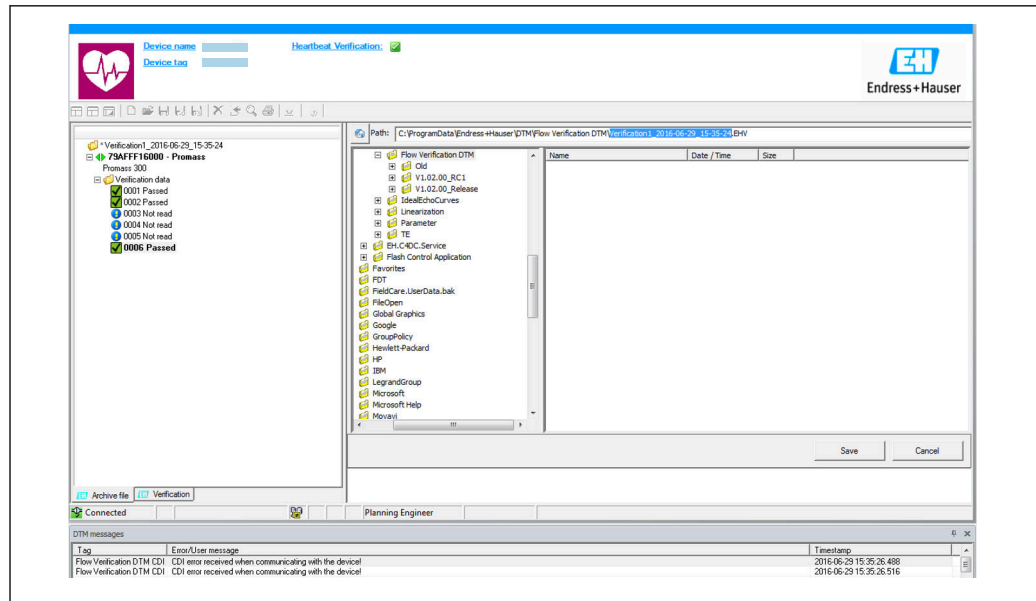 Device name
Heartbeat Verification:
Device tag
EH
Endress+Hauser
Path: C:\ProgramData\Endress+Hauser\DTM\Flow Verification DTM\Verification1_2016-06-29_15-35-24.EHV
* Verification1_2016-06-29_15-35-24
79AFFF16000 - Promass
Promass 300
Verification data
0001 Passed
0002 Passed
0003 Not read
0004 Not read
0005 Not read
0006 Passed
Flow Verification DTM
Old
V1.02.00_RC1
V1.02.00_Release
IdealEchoCurves
Linearization
Parameter
TE
EH.C4DC.Service
Flash Control Application
Favorites
FDT
FieldCare.UserData.bak
FileOpen
Global Graphics
Google
GroupPolicy
Hewlett-Packard
HP
IBM
LegrandGroup
Microsoft
Microsoft Help
Movavi
Name Date / Time Size
Save Cancel
Archive file Verification
Connected Planning Engineer
DTM messages
Tag Error/User message Timestamp
Flow Verification DTM CDI CDI error received when communicating with the device! 2016-06-29 15:35:26.488
Flow Verification DTM CDI CDI error received when communicating with the device! 2016-06-29 15:35:26.516